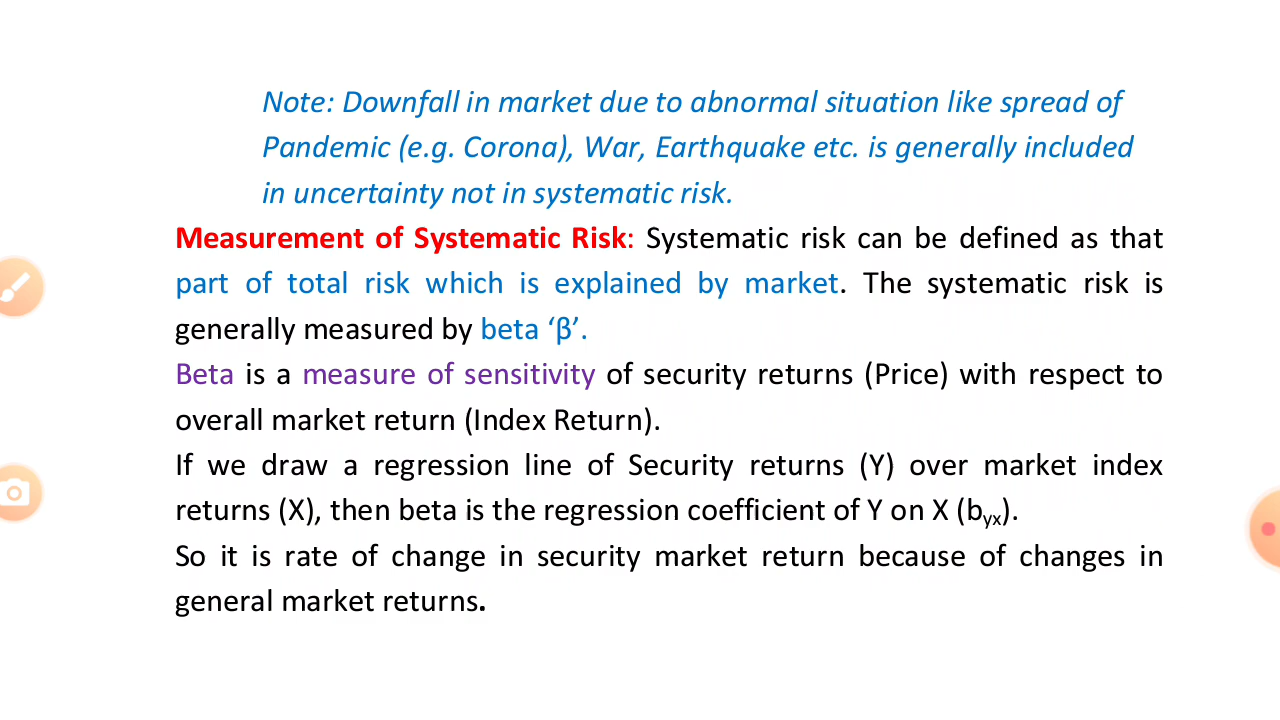 Note: Downfall in market due to abnormal situation like spread of
Pandemic (e.g. Corona), War, Earthquake etc. is generally included
in uncertainty not in systematic risk.
Measurement of Systematic Risk: Systematic risk can be defined as that
part of total risk which is explained by market. The systematic risk is
generally measured by beta ‘β’.
Beta is a measure of sensitivity of security returns (Price) with respect to
overall market return (Index Return).
If we draw a regression line of Security returns (Y) over market index
returns (X), then beta is the regression coefficient of Y on X (byx).
So it is rate of change in security market return because of changes in
general market returns.